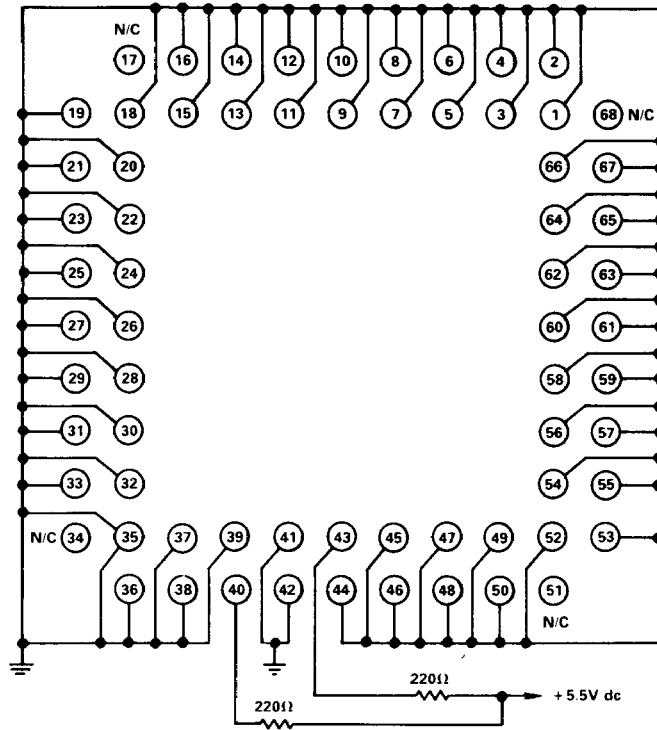 N/C
17 16 14 12 10 8 6 4 2
19 18 15 13 11 9 7 5 3 1 68 N/C
21 20 66 67
23 22 64 65
25 24 62 63
27 26 60 61
29 28 58 59
31 30 56 57
33 32 54 55
N/C 34 35 37 39 41 43 45 47 49 52 53
36 38 40 42 44 46 48 50 51
N/C
220Ω
+ 5.5V dc
220Ω